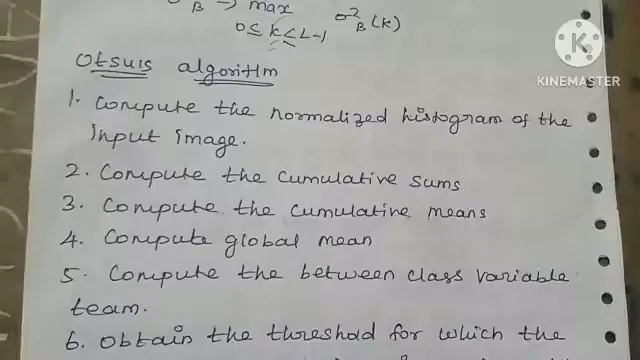 σ²_B → max σ²_B (k)
0 ≤ k ≤ L-1
Otsuis algorithm
1. Compute the normalized histogram of the
Input image.
2. Compute the cumulative sums
3. Compute the cumulative means
4. Compute global mean
5. Compute the between class variable
team.
6. Obtain the threshold for which the
KINEMASTER